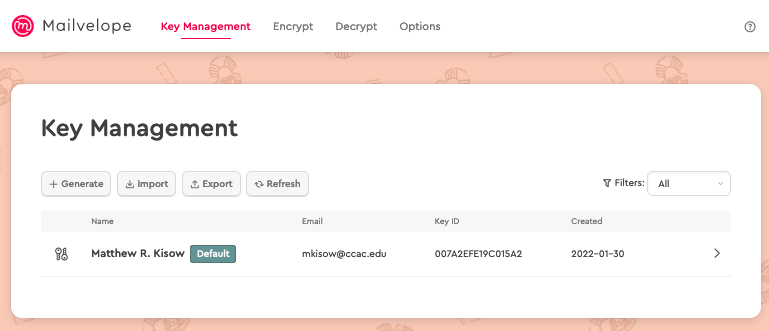 Mailvelope Key Management Encrypt Decrypt Options
Key Management
Generate Import Export Refresh Filters: All
Name Email Key ID Created
Matthew R. Kisow Default mkisow@ccac.edu 007A2EFE19C015A2 2022-01-30